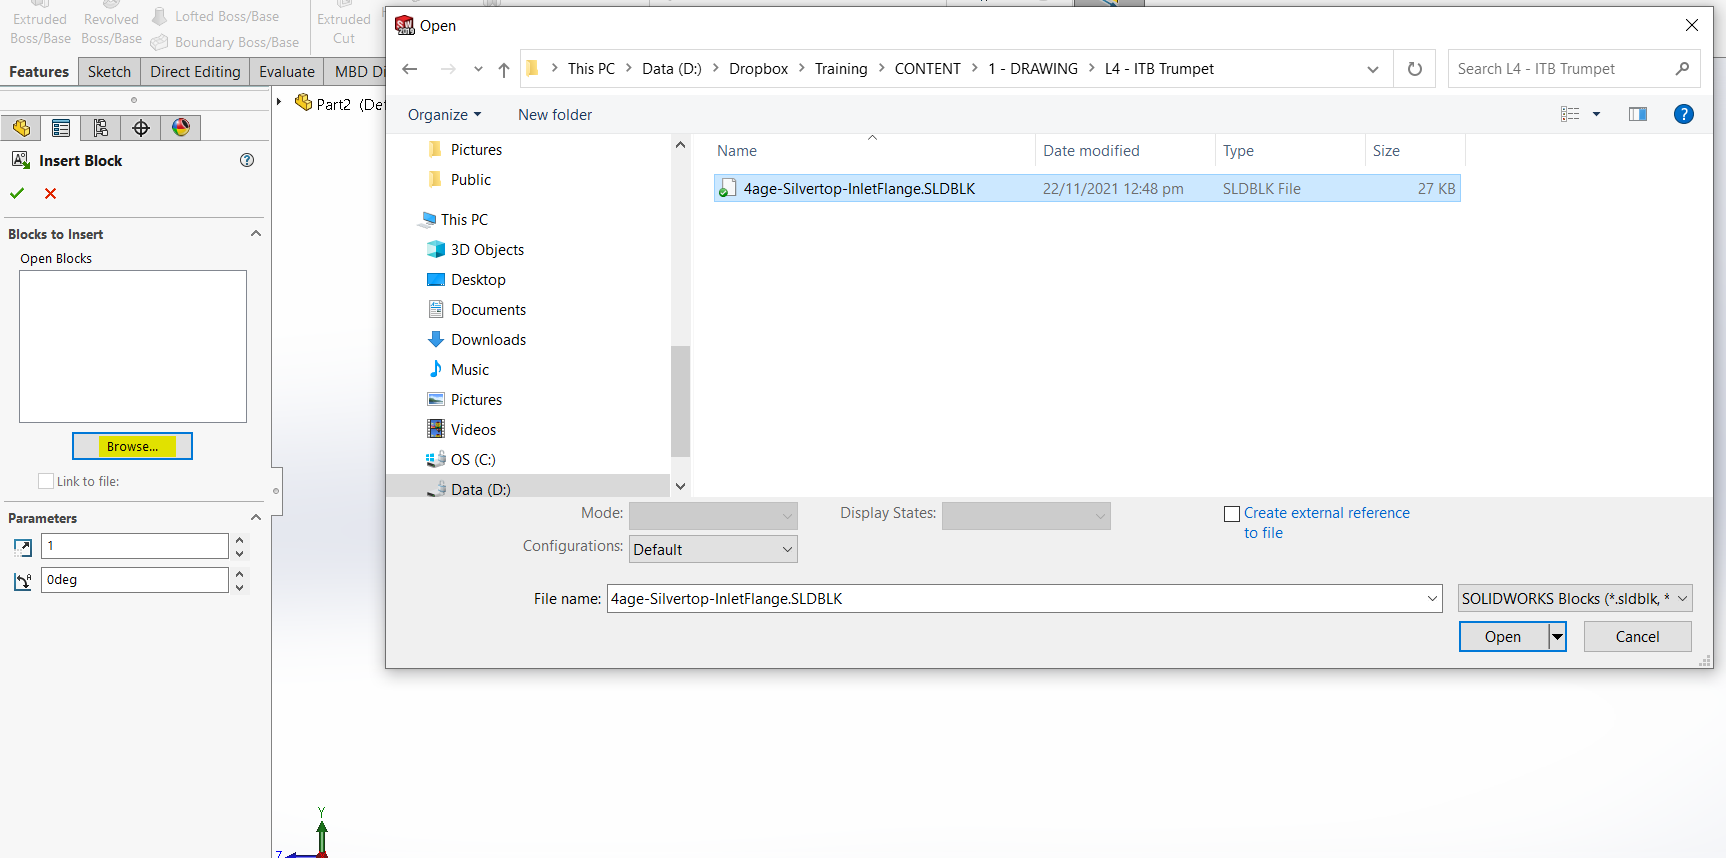 Extruded
Boss/Base
Revolved
Boss/Base
Lofted Boss/Base
Boundary Boss/Base
Extruded
Cut
Features
Sketch
Direct Editing
Evaluate
MBD Di
Part2 (De
Insert Block
Blocks to Insert
Open Blocks
Browse...
Link to file:
Parameters
1
0deg
SW
2019
Open
This PC
Data (D:)
Dropbox
Training
CONTENT
1 - DRAWING
L4 - ITB Trumpet
Search L4 - ITB Trumpet
Organize
New folder
Pictures
Public
This PC
3D Objects
Desktop
Documents
Downloads
Music
Pictures
Videos
OS (C:)
Data (D:)
Name
Date modified
Type
Size
4age-Silvertop-InletFlange.SLDBLK
22/11/2021 12:48 pm
SLDBLK File
27 KB
Mode:
Display States:
Create external reference
to file
Configurations:
Default
File name:
4age-Silvertop-InletFlange.SLDBLK
SOLIDWORKS Blocks (*.sldblk, *
Open
Cancel
Y
Z